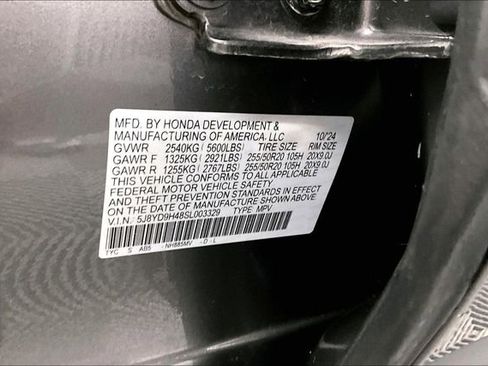 MFD. BY HONDA DEVELOPMENT &
MANUFACTURING OF AMERICA, LLC 10/24
GVWR 2540KG (5600LBS) TIRE SIZE RIM SIZE
GAWR F 1325KG (2921LBS) 255/50R20 105H 20X9.0J
GAWR R 1255KG (2767LBS) 255/50R20 105H 20X9.0J
THIS VEHICLE CONFORMS TO ALL APPLICABLE
FEDERAL MOTOR VEHICLE SAFETY
AND THEFT PREVENTION STANDARDS IN EFFECT
ON THE DATE OF MANUFACTURE SHOWN ABOVE.
V.I.N. 5J8YD9H48SL003329 TYPE MPV
TYG S AB5 NH885MV -D-L